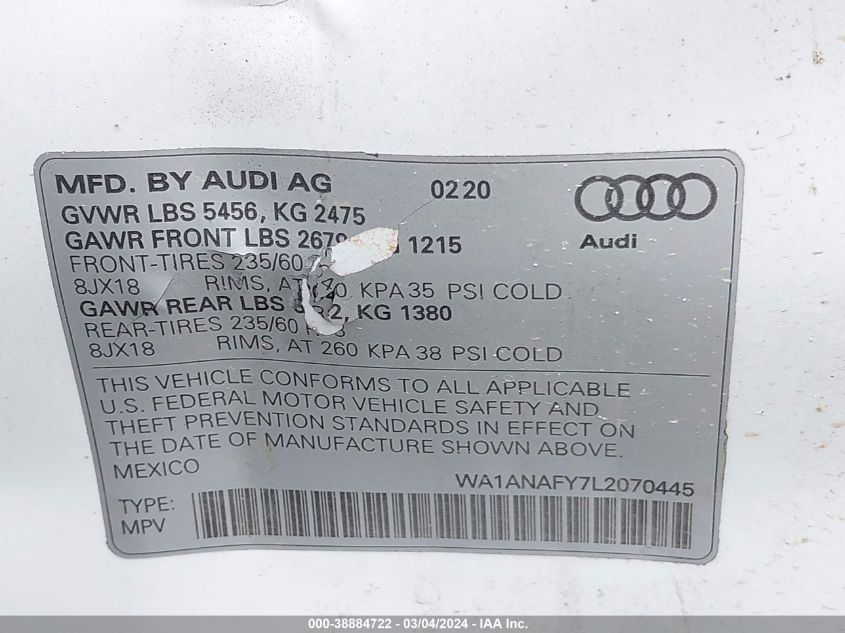 MFD. BY AUDI AG 0220
GVWR LBS 5456, KG 2475
GAWR FRONT LBS 1215
FRONT-TIRES 235/60
8JX18 RIMS, AT KPA 35 PSI COLD
GAWR REAR LBS KG 1380
REAR-TIRES 235/60
8JX18 RIMS, AT 260 KPA 38 PSI COLD
Audi
THIS VEHICLE CONFORMS TO ALL APPLICABLE
U.S. FEDERAL MOTOR VEHICLE SAFETY AND
THEFT PREVENTION STANDARDS IN EFFECT ON
THE DATE OF MANUFACTURE SHOWN ABOVE.
MEXICO
WA1ANAFY7L2070445
TYPE:
MPV
000-38884722 — 03/04/2024 — IAA Inc.